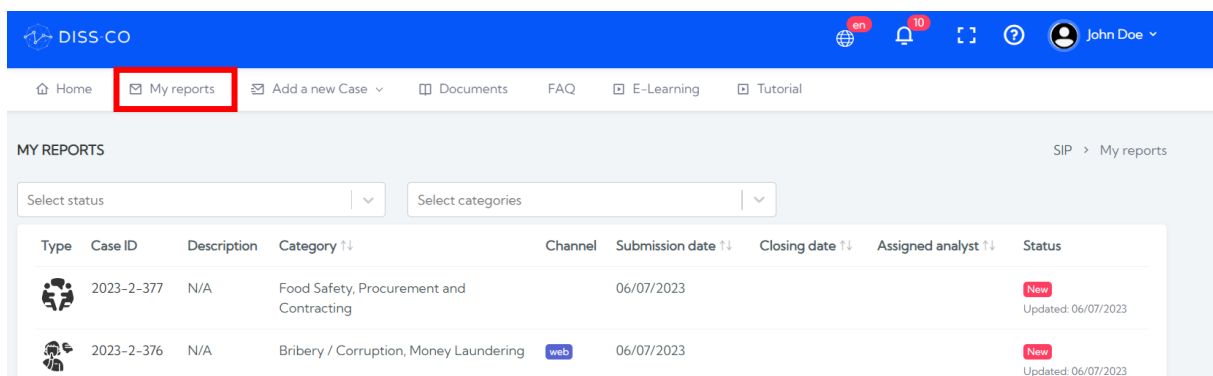 DISS-CO en 10 John Doe
Home My reports Add a new Case Documents FAQ E-Learning Tutorial
MY REPORTS SIP > My reports
Select status Select categories
Type Case ID Description Category Channel Submission date Closing date Assigned analyst Status
2023-2-377 N/A Food Safety, Procurement and 06/07/2023 New
Contracting Updated: 06/07/2023
2023-2-376 N/A Bribery / Corruption, Money Laundering web 06/07/2023 New
Updated: 06/07/2023